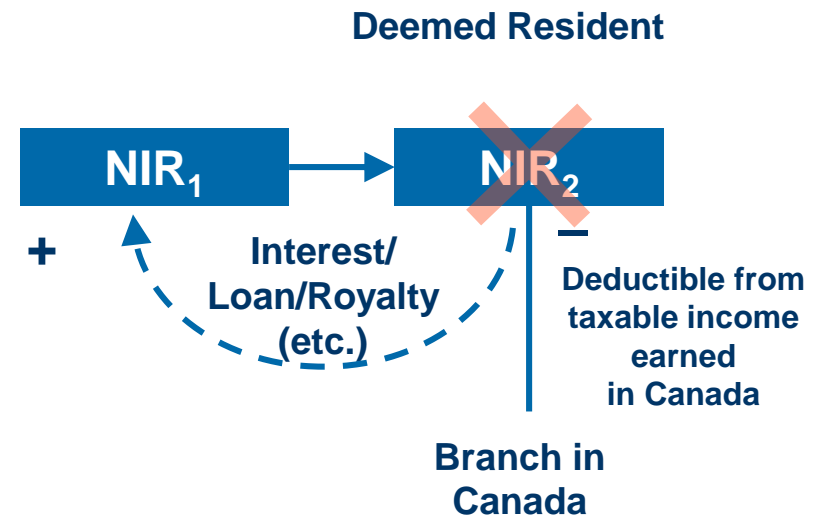 Deemed Resident
NIR₁
NIR₂
+
–
Interest/
Loan/Royalty
(etc.)
Deductible from
taxable income
earned
in Canada
Branch in
Canada